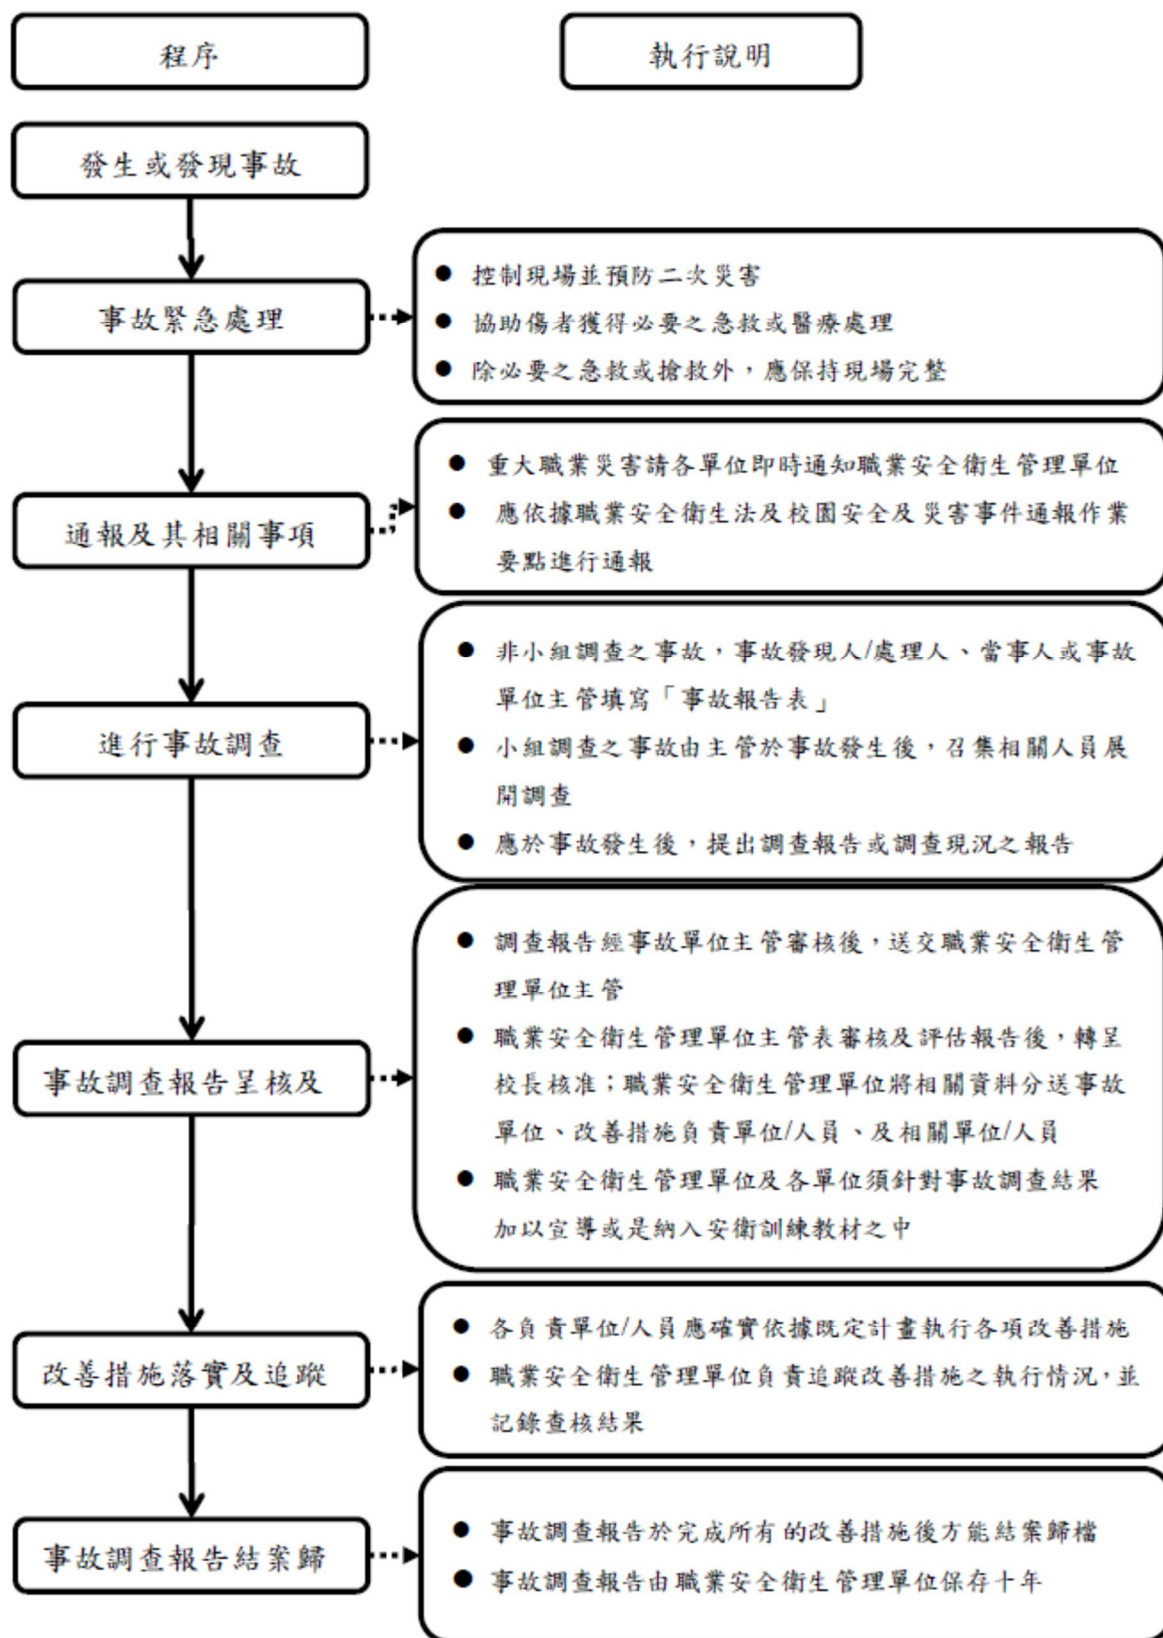 程序
執行說明
發生或發現事故
事故緊急處理
● 控制現場並預防二次災害
● 協助傷者獲得必要之急救或醫療處理
● 除必要之急救或搶救外，應保持現場完整
通報及其相關事項
● 重大職業災害請各單位即時通知職業安全衛生管理單位
● 應依據職業安全衛生法及校園安全及災害事件通報作業
要點進行通報
進行事故調查
● 非小組調查之事故，事故發現人/處理人、當事人或事故
單位主管填寫「事故報告表」
● 小組調查之事故由主管於事故發生後，召集相關人員展
開調查
● 應於事故發生後，提出調查報告或調查現況之報告
事故調查報告呈核及
● 調查報告經事故單位主管審核後，送交職業安全衛生管
理單位主管
● 職業安全衛生管理單位主管表審核及評估報告後，轉呈
校長核准；職業安全衛生管理單位將相關資料分送事故
單位、改善措施負責單位/人員、及相關單位/人員
● 職業安全衛生管理單位及各單位須針對事故調查結果
加以宣導或是納入安衛訓練教材之中
改善措施落實及追蹤
● 各負責單位/人員應確實依據既定計畫執行各項改善措施
● 職業安全衛生管理單位負責追蹤改善措施之執行情況，並
記錄查核結果
事故調查報告結案歸
● 事故調查報告於完成所有的改善措施後方能結案歸檔
● 事故調查報告由職業安全衛生管理單位保存十年